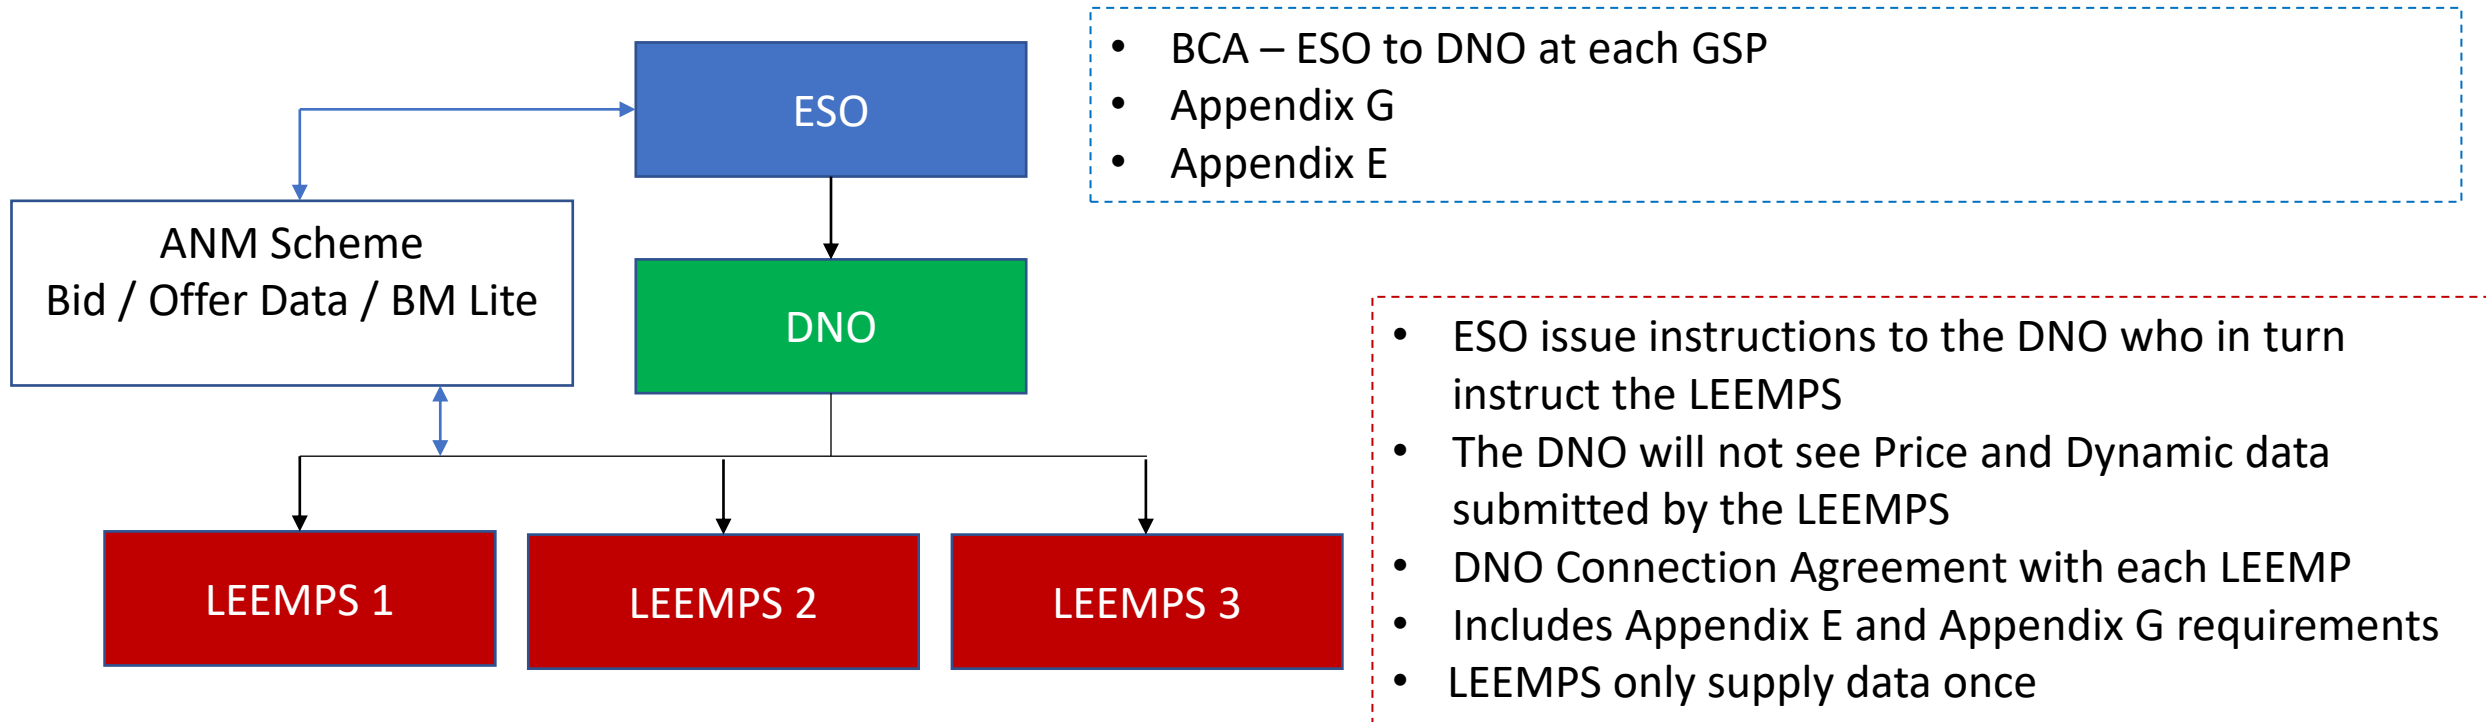 ESO
• BCA – ESO to DNO at each GSP
• Appendix G
• Appendix E
ANM Scheme
Bid / Offer Data / BM Lite
DNO
• ESO issue instructions to the DNO who in turn
instruct the LEEMPS
• The DNO will not see Price and Dynamic data
submitted by the LEEMPS
• DNO Connection Agreement with each LEEMP
• Includes Appendix E and Appendix G requirements
• LEEMPS only supply data once
LEEMPS 1
LEEMPS 2
LEEMPS 3